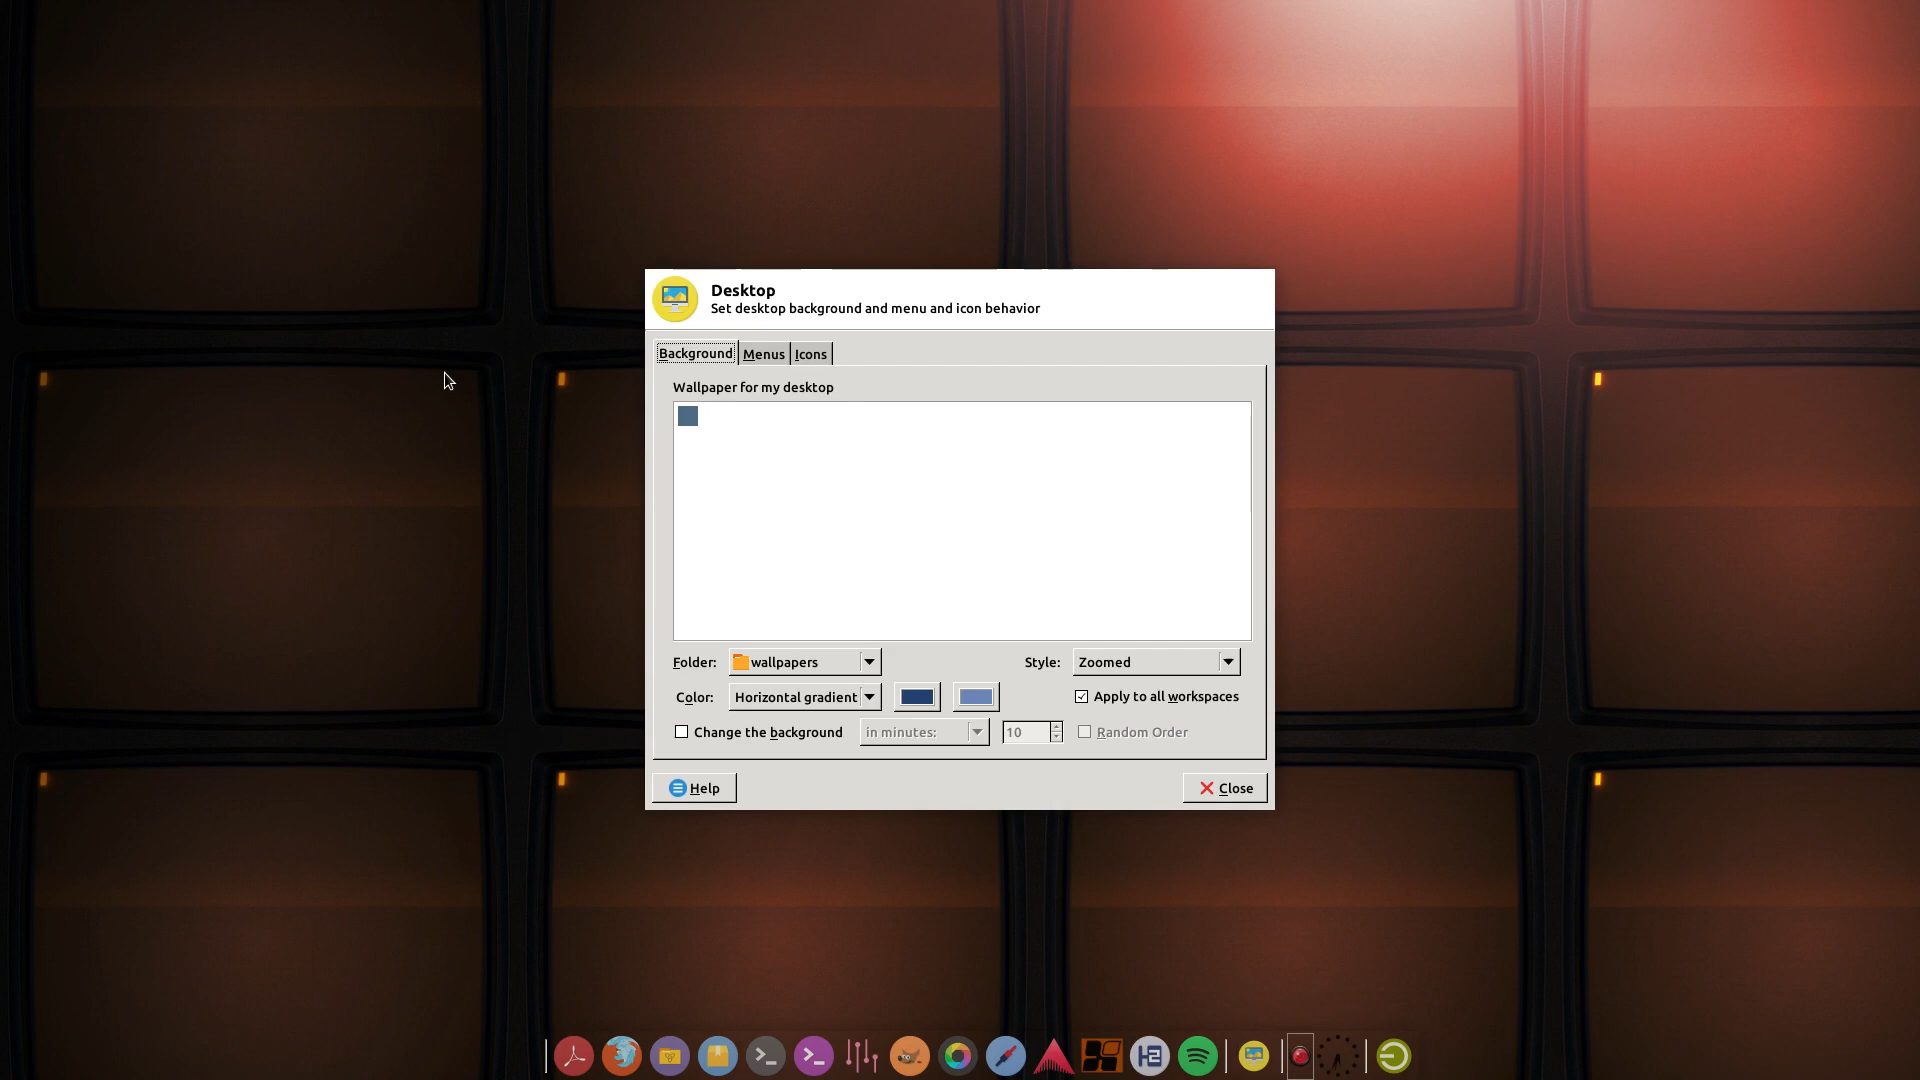 Desktop
Set desktop background and menu and icon behavior
Background Menus Icons
Wallpaper for my desktop
Folder: wallpapers Style: Zoomed
Color: Horizontal gradient Apply to all workspaces
Change the background in minutes: 10 Random Order
Help Close